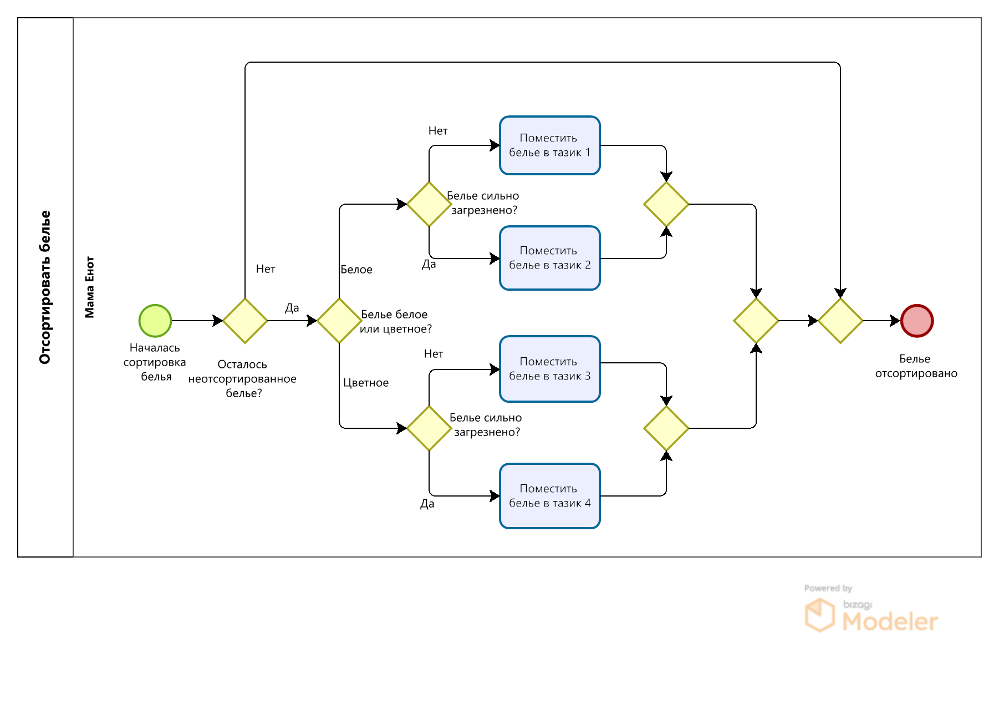 Отсортировать белье
Мама Енот
Нет
Поместить
белье в тазик 1
Белье сильно
загрезнено?
Поместить
белье в тазик 2
Да
Нет
Белое
Да
Белье белое
или цветное?
Началась
сортировка
белья
Осталось
неотсортированное
белье?
Нет
Цветное
Поместить
белье в тазик 3
Белье
отсортировано
Белье сильно
загрезнено?
Поместить
белье в тазик 4
Да
Powered by
bizagi
Modeler